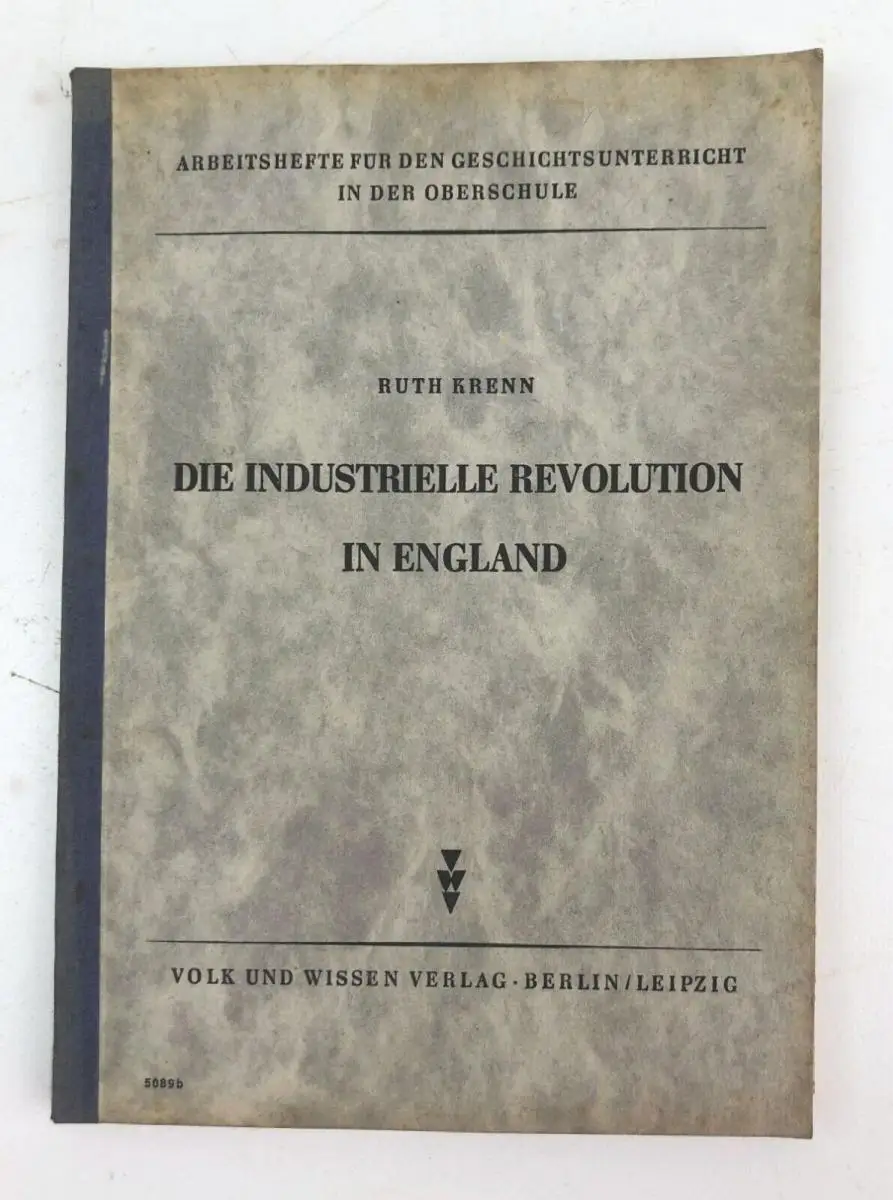 ARBEITSHEFTE FÜR DEN GESCHICHTSUNTERRICHT
IN DER OBERSCHULE
RUTH KRENN
DIE INDUSTRIELLE REVOLUTION
IN ENGLAND
V
W
V
VOLK UND WISSEN VERLAG · BERLIN/LEIPZIG
5089b